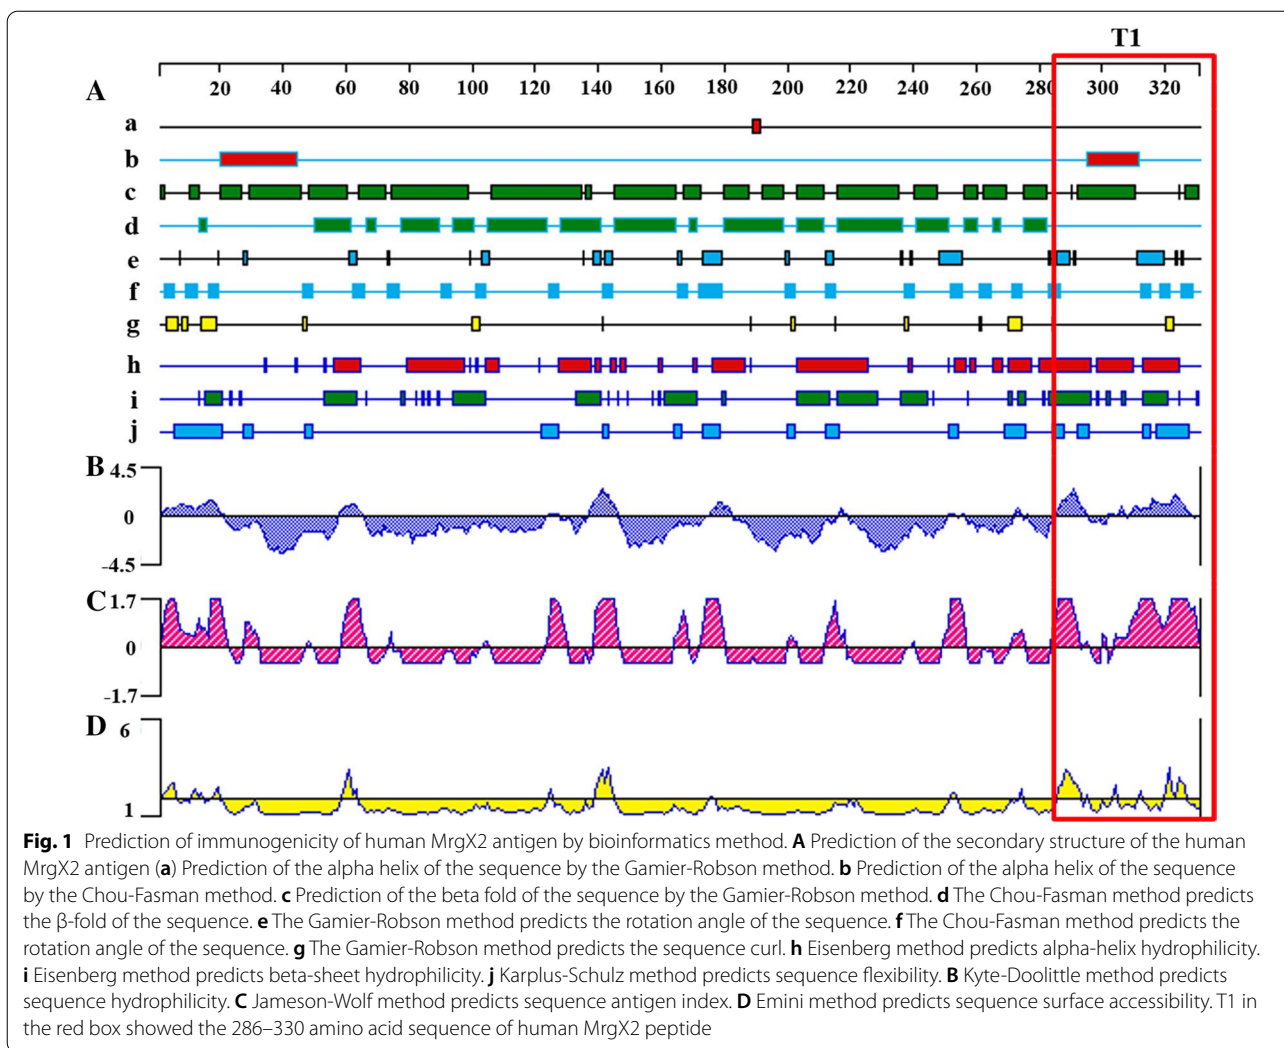 T1
20 40 60 80 100 120 140 160 180 200 220 240 260 280 300 320
A
a
b
c
d
e
f
g
h
i
j
B 4.5
0
-4.5
C 1.7
0
-1.7
D 6
1
Fig. 1 Prediction of immunogenicity of human MrgX2 antigen by bioinformatics method. A Prediction of the secondary structure of the human
MrgX2 antigen (a) Prediction of the alpha helix of the sequence by the Gamier-Robson method. b Prediction of the alpha helix of the sequence
by the Chou-Fasman method. c Prediction of the beta fold of the sequence by the Gamier-Robson method. d The Chou-Fasman method predicts
the β-fold of the sequence. e The Gamier-Robson method predicts the rotation angle of the sequence. f The Chou-Fasman method predicts the
rotation angle of the sequence. g The Gamier-Robson method predicts the sequence curl. h Eisenberg method predicts alpha-helix hydrophilicity.
i Eisenberg method predicts beta-sheet hydrophilicity. j Karplus-Schulz method predicts sequence flexibility. B Kyte-Doolittle method predicts
sequence hydrophilicity. C Jameson-Wolf method predicts sequence antigen index. D Emini method predicts sequence surface accessibility. T1 in
the red box showed the 286–330 amino acid sequence of human MrgX2 peptide